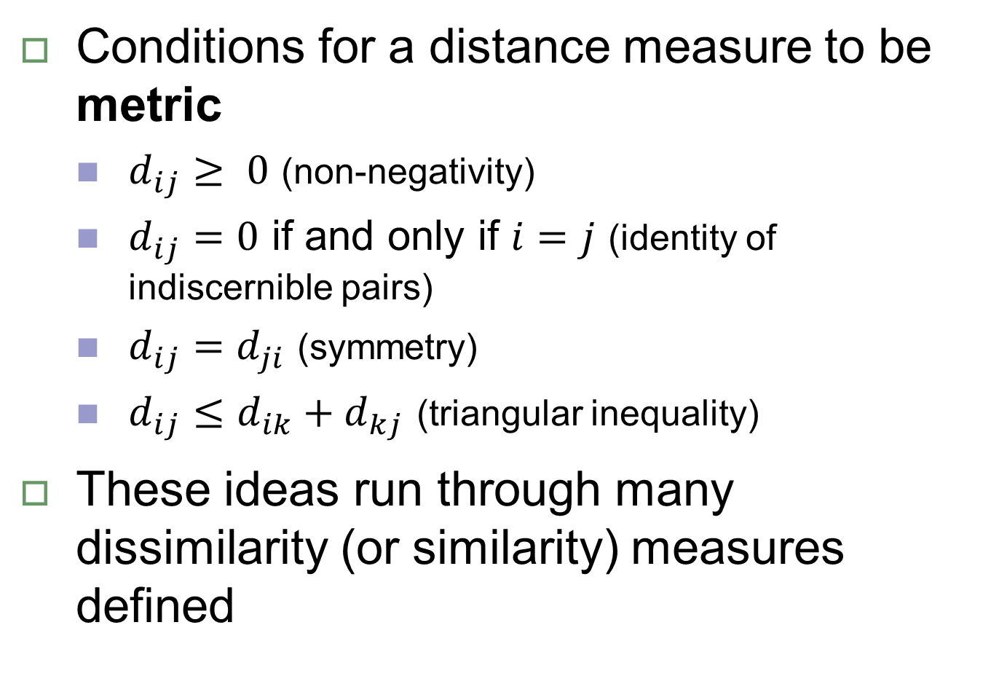 Conditions for a distance measure to be
metric
d_{ij} ≥ 0 (non-negativity)
d_{ij} = 0 if and only if i = j (identity of
indiscernible pairs)
d_{ij} = d_{ji} (symmetry)
d_{ij} ≤ d_{ik} + d_{kj} (triangular inequality)
These ideas run through many
dissimilarity (or similarity) measures
defined